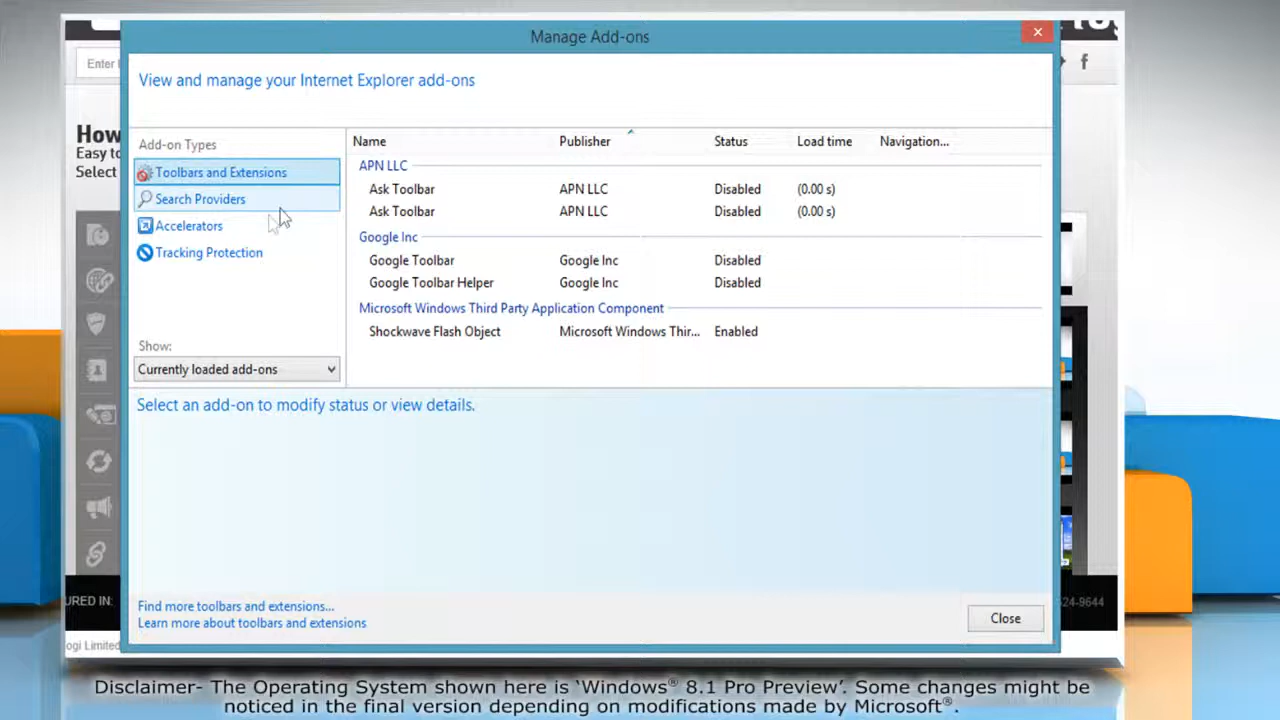 Manage Add-ons
Enter
View and manage your Internet Explorer add-ons
How
Easy to
Select
Add-on Types
Toolbars and Extensions
Search Providers
Accelerators
Tracking Protection
Show:
Currently loaded add-ons
Name Publisher Status Load time Navigation...
APN LLC
Ask Toolbar APN LLC Disabled (0.00 s)
Ask Toolbar APN LLC Disabled (0.00 s)
Google Inc
Google Toolbar Google Inc Disabled
Google Toolbar Helper Google Inc Disabled
Microsoft Windows Third Party Application Component
Shockwave Flash Object Microsoft Windows Thir... Enabled
Select an add-on to modify status or view details.
URED IN:
24-9644
Find more toolbars and extensions...
Learn more about toolbars and extensions
Close
ogi Limited
Disclaimer- The Operating System shown here is ‘Windows® 8.1 Pro Preview’. Some changes might be
noticed in the final version depending on modifications made by Microsoft®.